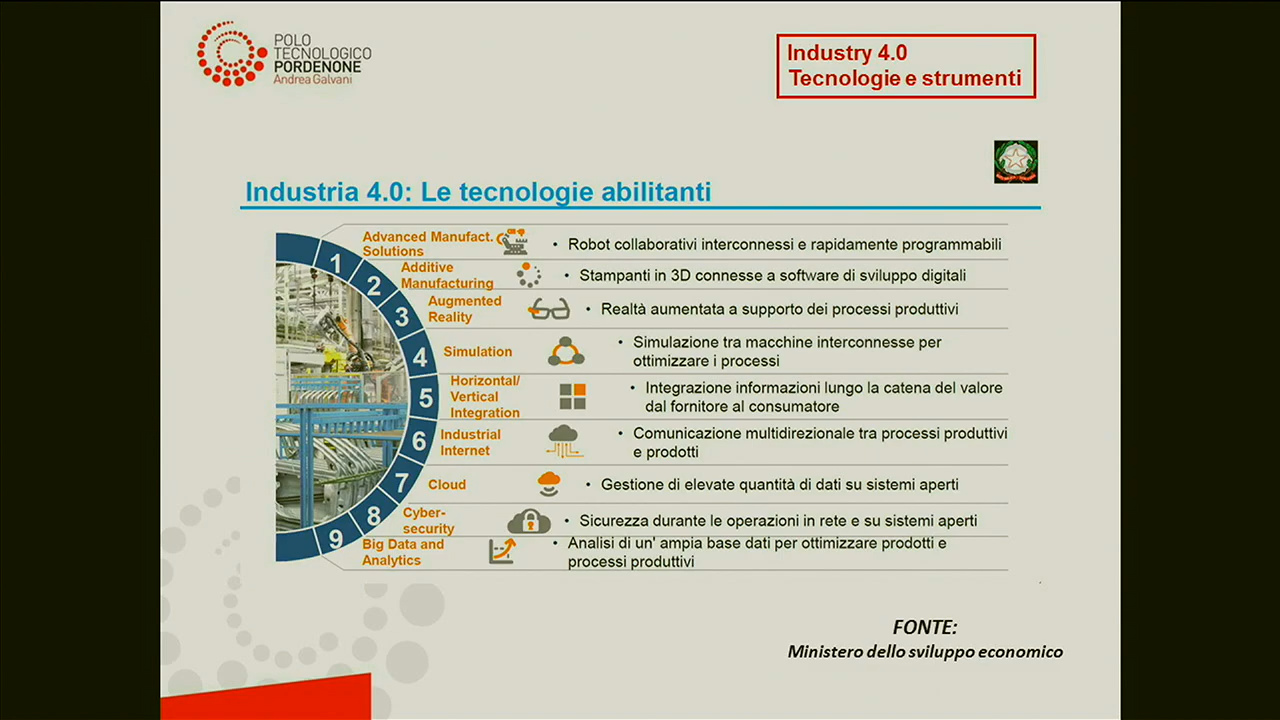 POLO
TECNOLOGICO
PORDENONE
Andrea Galvani
Industry 4.0
Tecnologie e strumenti
Industria 4.0: Le tecnologie abilitanti
1
Advanced Manufact.
Solutions
• Robot collaborativi interconnessi e rapidamente programmabili
2
Additive
Manufacturing
• Stampanti in 3D connesse a software di sviluppo digitali
3
Augmented
Reality
• Realtà aumentata a supporto dei processi produttivi
4
Simulation
• Simulazione tra macchine interconnesse per
ottimizzare i processi
5
Horizontal/
Vertical
Integration
• Integrazione informazioni lungo la catena del valore
dal fornitore al consumatore
6
Industrial
Internet
• Comunicazione multidirezionale tra processi produttivi
e prodotti
7
Cloud
• Gestione di elevate quantità di dati su sistemi aperti
8
Cyber-
security
• Sicurezza durante le operazioni in rete e su sistemi aperti
9
Big Data and
Analytics
• Analisi di un' ampia base dati per ottimizzare prodotti e
processi produttivi
FONTE:
Ministero dello sviluppo economico